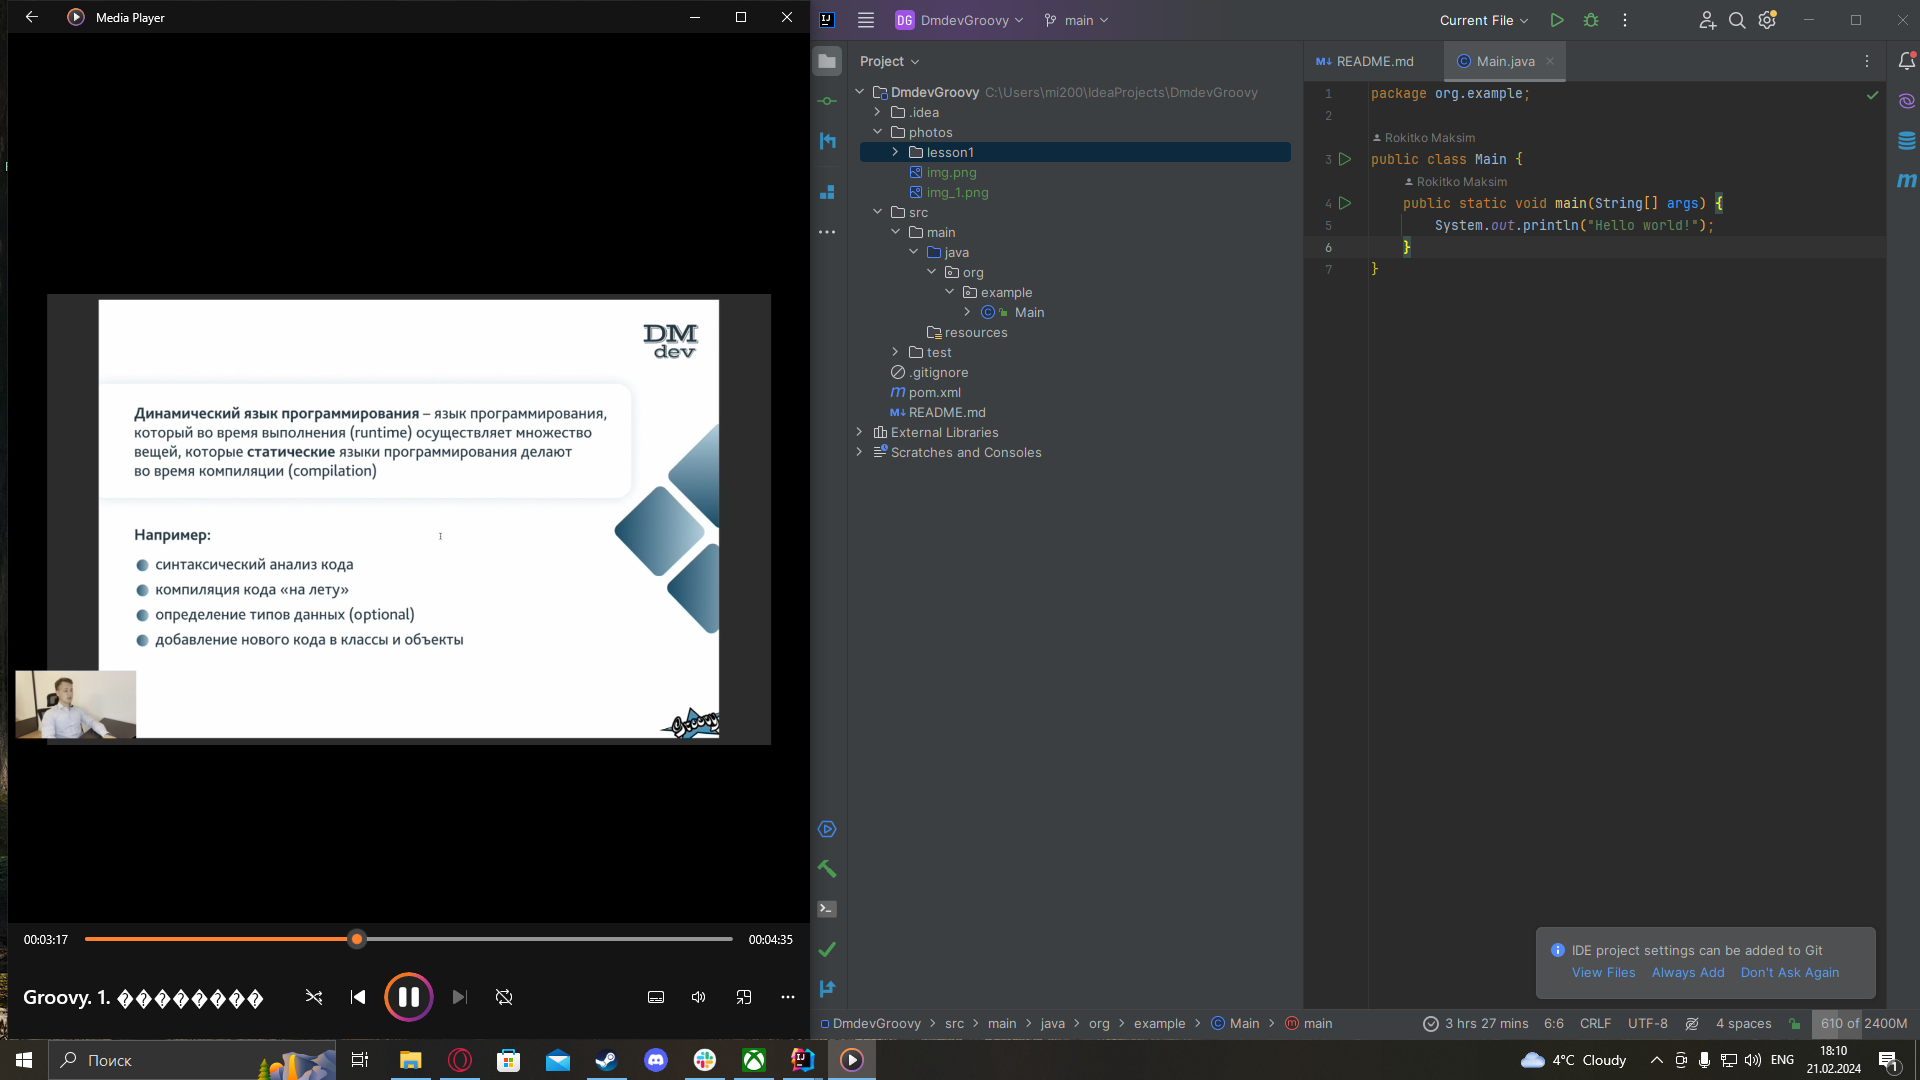 Media Player
DM
dev
Динамический язык программирования – язык программирования,
который во время выполнения (runtime) осуществляет множество
вещей, которые статические языки программирования делают
во время компиляции (compilation)
Например:
синтаксический анализ кода
компиляция кода «на лету»
определение типов данных (optional)
добавление нового кода в классы и объекты
Groovy
00:03:17
00:04:35
Groovy. 1. ��������
DG DmdevGroovy
main
Current File
Project
DmdevGroovy C:\Users\mi200\IdeaProjects\DmdevGroovy
.idea
photos
lesson1
img.png
img_1.png
src
main
java
org
example
Main
resources
test
.gitignore
pom.xml
README.md
External Libraries
Scratches and Consoles
README.md
Main.java
1 package org.example;
2
Rokitko Maksim
3 public class Main {
Rokitko Maksim
4 public static void main(String[] args) {
5 System.out.println("Hello world!");
6 }
7 }
IDE project settings can be added to Git
View Files Always Add Don't Ask Again
DmdevGroovy > src > main > java > org > example > Main > main
3 hrs 27 mins 6:6 CRLF UTF-8 4 spaces 610 of 2400M
Поиск
4°C Cloudy
ENG
18:10
21.02.2024
1